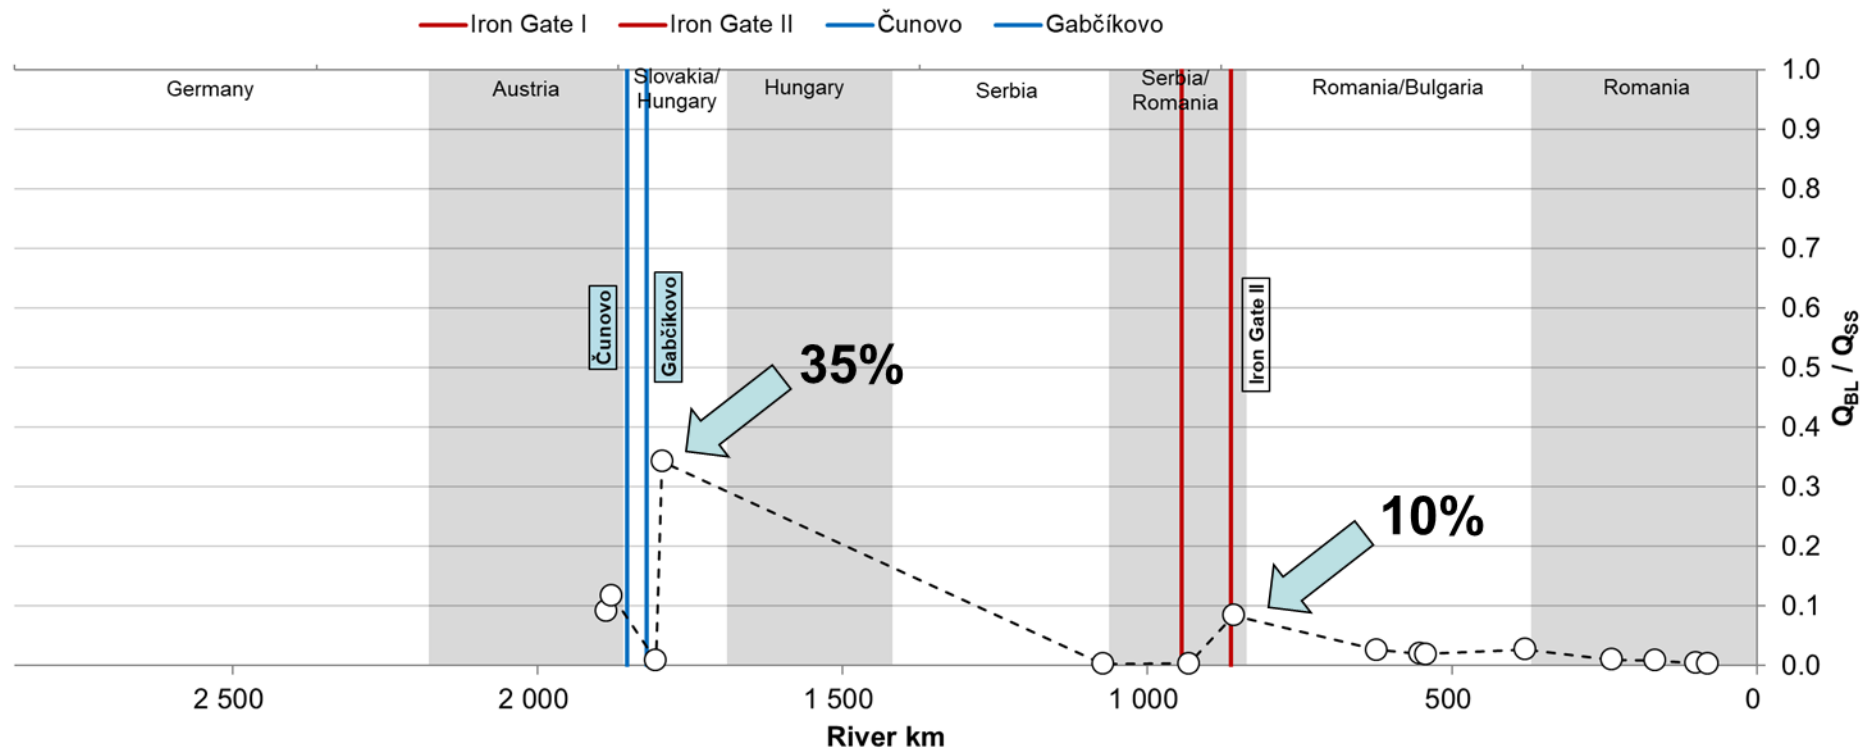 Iron Gate I Iron Gate II Čunovo Gabčíkovo
Germany
Austria
Slovakia/
Hungary
Hungary
Serbia
Serbia/
Romania
Romania/Bulgaria
Romania
1.0
0.9
0.8
0.7
0.6
0.5
0.4
0.3
0.2
0.1
0.0
Q_BL / Q_SS
Čunovo
Gabčíkovo
Iron Gate II
35%
10%
2 500 2 000 1 500 1 000 500 0
River km